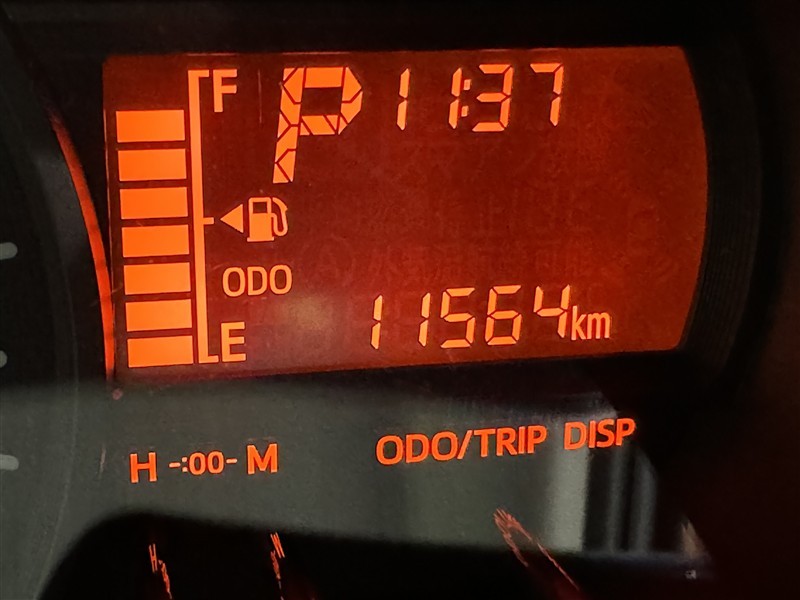 F
P 11:37
ODO
11564km
E
H -:00- M
ODO/TRIP DISP
H